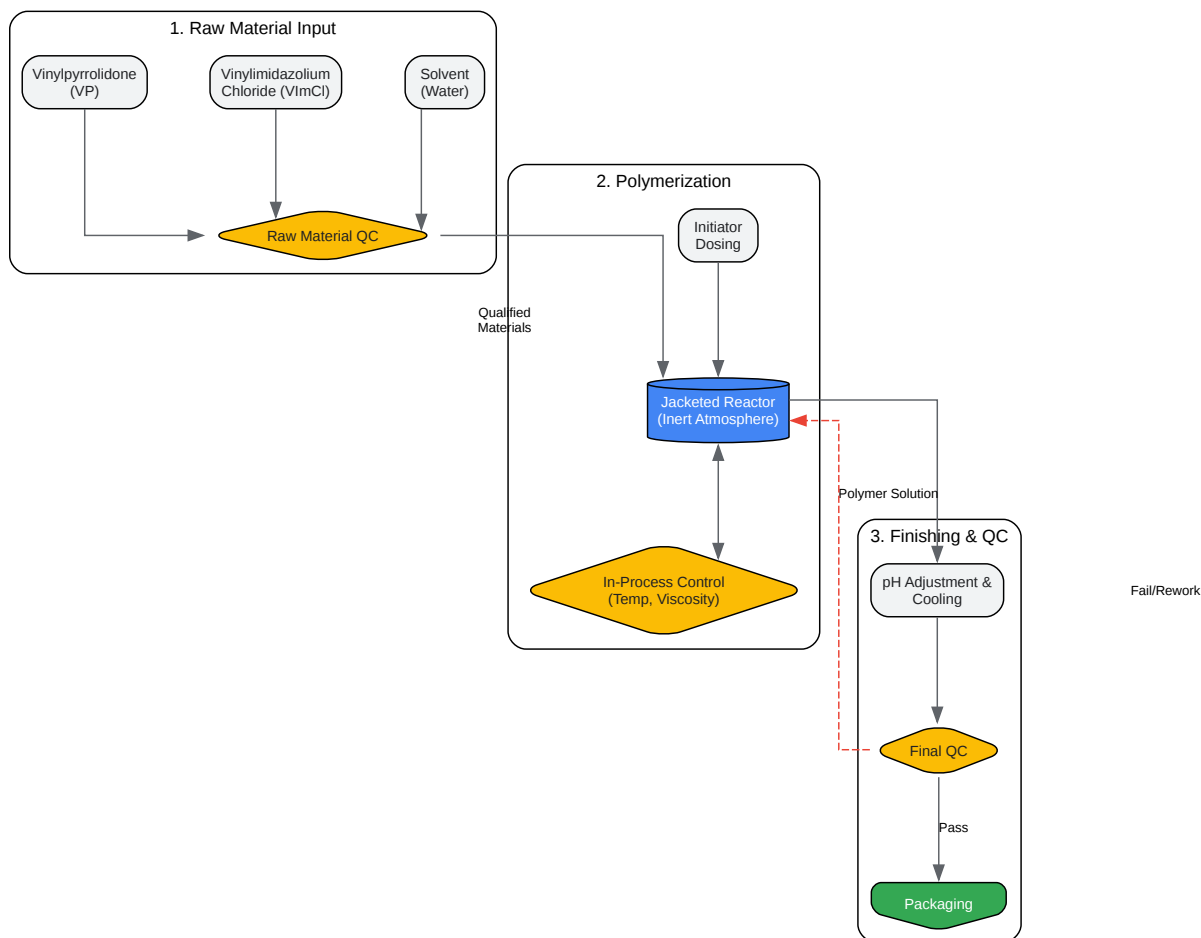 1. Raw Material Input
Vinylpyrrolidone
(VP)
Vinylimidazolium
Chloride (VImCl)
Solvent
(Water)
Raw Material QC
2. Polymerization
Initiator
Dosing
Qualified
Materials
Jacketed Reactor
(Inert Atmosphere)
In-Process Control
(Temp, Viscosity)
Polymer Solution
3. Finishing & QC
pH Adjustment &
Cooling
Fail/Rework
Final QC
Pass
Packaging